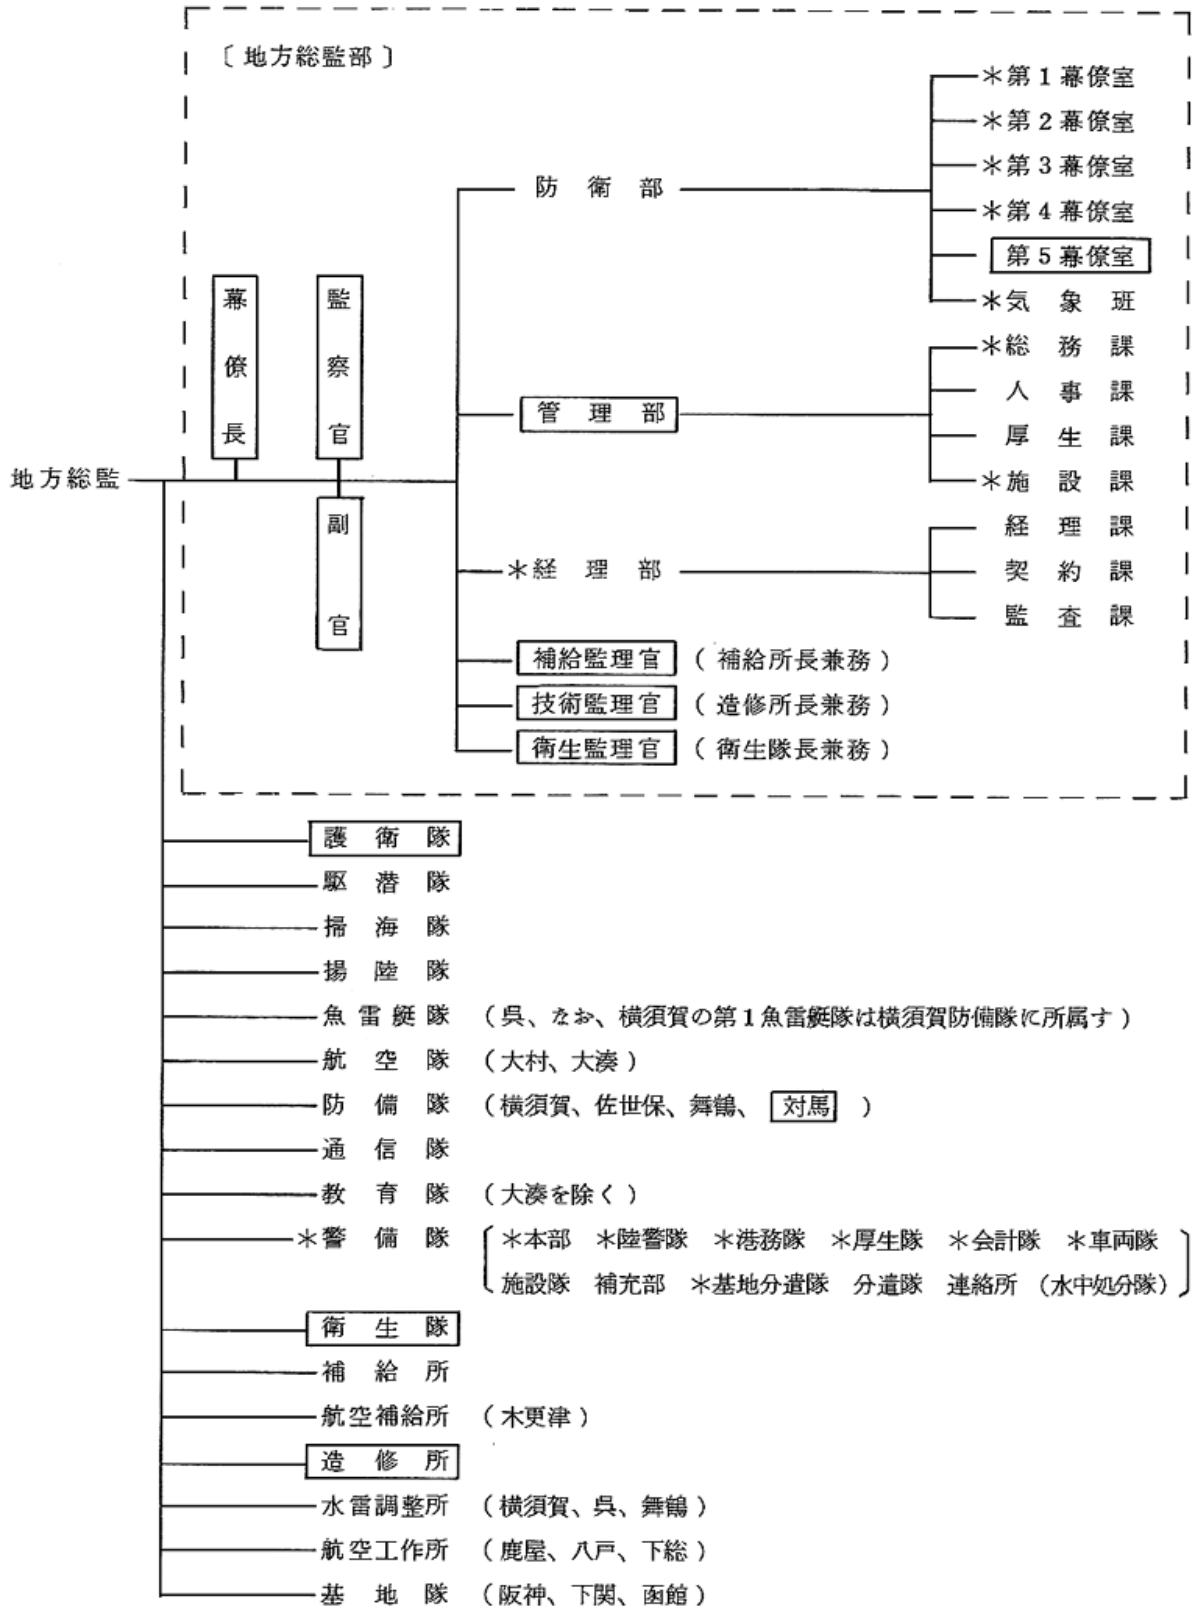 〔地方総監部〕
＊第1幕僚室
＊第2幕僚室
＊第3幕僚室
防衛部
＊第4幕僚室
第5幕僚室
＊気象班
幕僚長
監察官
＊総務課
人事課
管理部
厚生課
地方総監
＊施設課
副官
経理課
＊経理部
契約課
監査課
補給監理官（補給所長兼務）
技術監理官（造修所長兼務）
衛生監理官（衛生隊長兼務）
護衛隊
駆潜隊
掃海隊
揚陸隊
魚雷艇隊（呉、なお、横須賀の第1魚雷艇隊は横須賀防備隊に所属す）
航空隊（大村、大湊）
防備隊（横須賀、佐世保、舞鶴、対馬）
通信隊
教育隊（大湊を除く）
＊警備隊〔＊本部 ＊陸警隊 ＊港務隊 ＊厚生隊 ＊会計隊 ＊車両隊
施設隊 補充部 ＊基地分遣隊 分遣隊 連絡所（水中処分隊）〕
衛生隊
補給所
航空補給所（木更津）
造修所
水雷調整所（横須賀、呉、舞鶴）
航空工作所（鹿屋、八戸、下総）
基地隊（阪神、下関、函館）